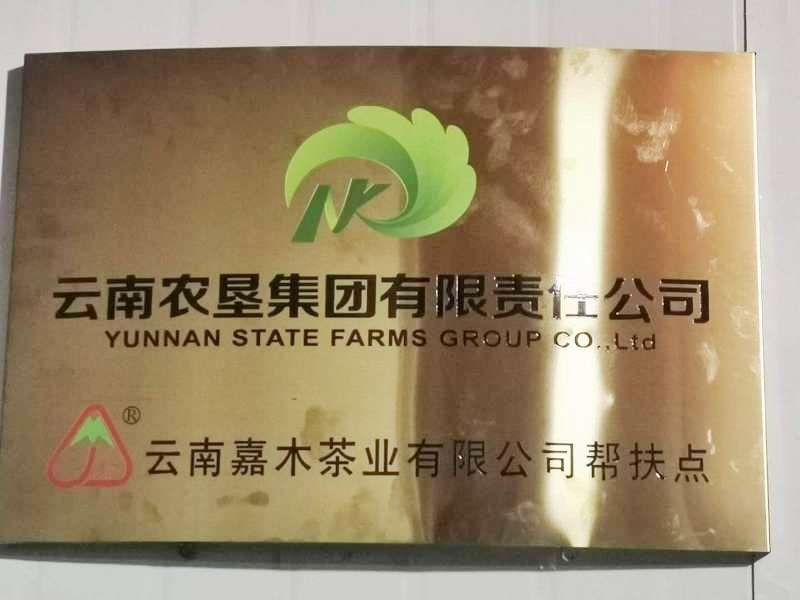 NK
云南农垦集团有限责任公司
YUNNAN STATE FARMS GROUP CO.,Ltd
® 云南嘉木茶业有限公司帮扶点